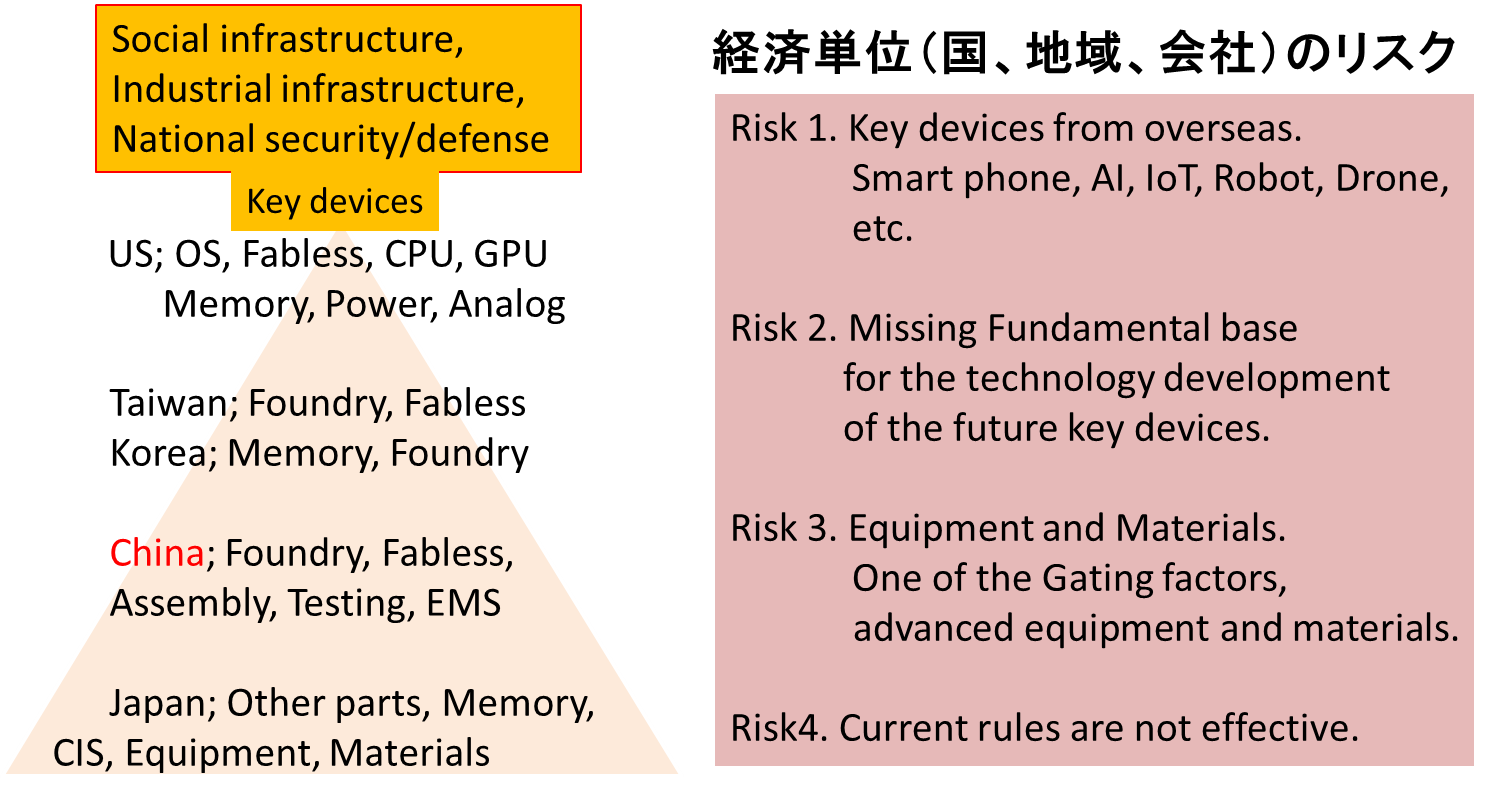 Social infrastructure,
Industrial infrastructure,
National security/defense
Key devices
US; OS, Fabless, CPU, GPU
Memory, Power, Analog
Taiwan; Foundry, Fabless
Korea; Memory, Foundry
China; Foundry, Fabless,
Assembly, Testing, EMS
Japan; Other parts, Memory,
CIS, Equipment, Materials
経済単位（国、地域、会社）のリスク
Risk 1. Key devices from overseas.
Smart phone, AI, IoT, Robot, Drone,
etc.
Risk 2. Missing Fundamental base
for the technology development
of the future key devices.
Risk 3. Equipment and Materials.
One of the Gating factors,
advanced equipment and materials.
Risk4. Current rules are not effective.